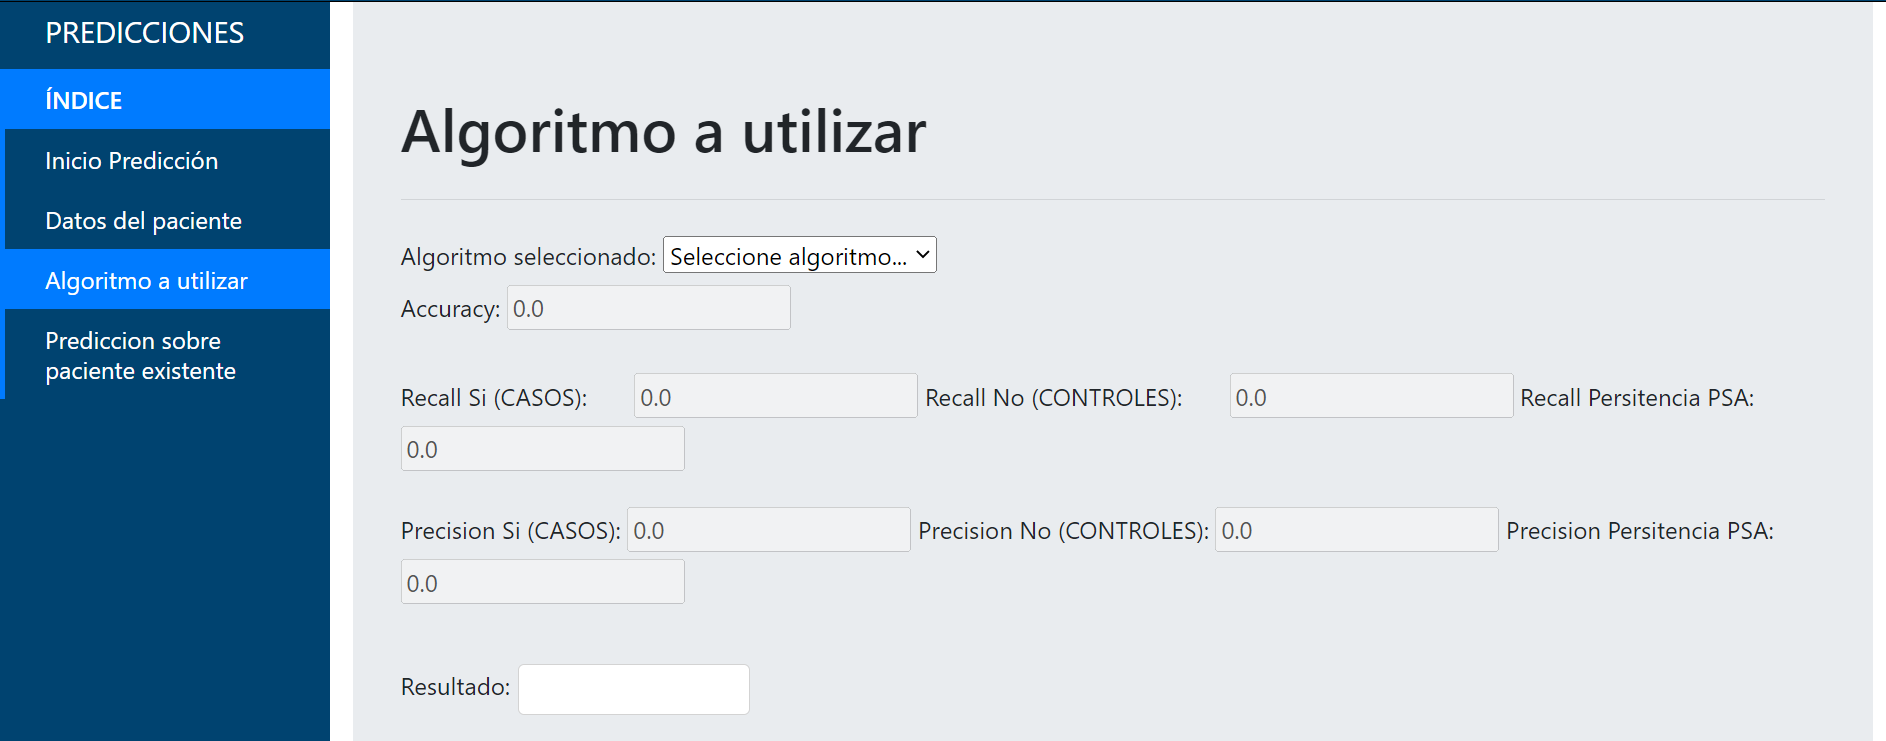 PREDICCIONES
ÍNDICE
Inicio Predicción
Datos del paciente
Algoritmo a utilizar
Prediccion sobre
paciente existente
Algoritmo a utilizar
Algoritmo seleccionado: Seleccione algoritmo...
Accuracy: 0.0
Recall Si (CASOS): 0.0 Recall No (CONTROLES): 0.0 Recall Persitencia PSA:
0.0
Precision Si (CASOS): 0.0 Precision No (CONTROLES): 0.0 Precision Persitencia PSA:
0.0
Resultado: